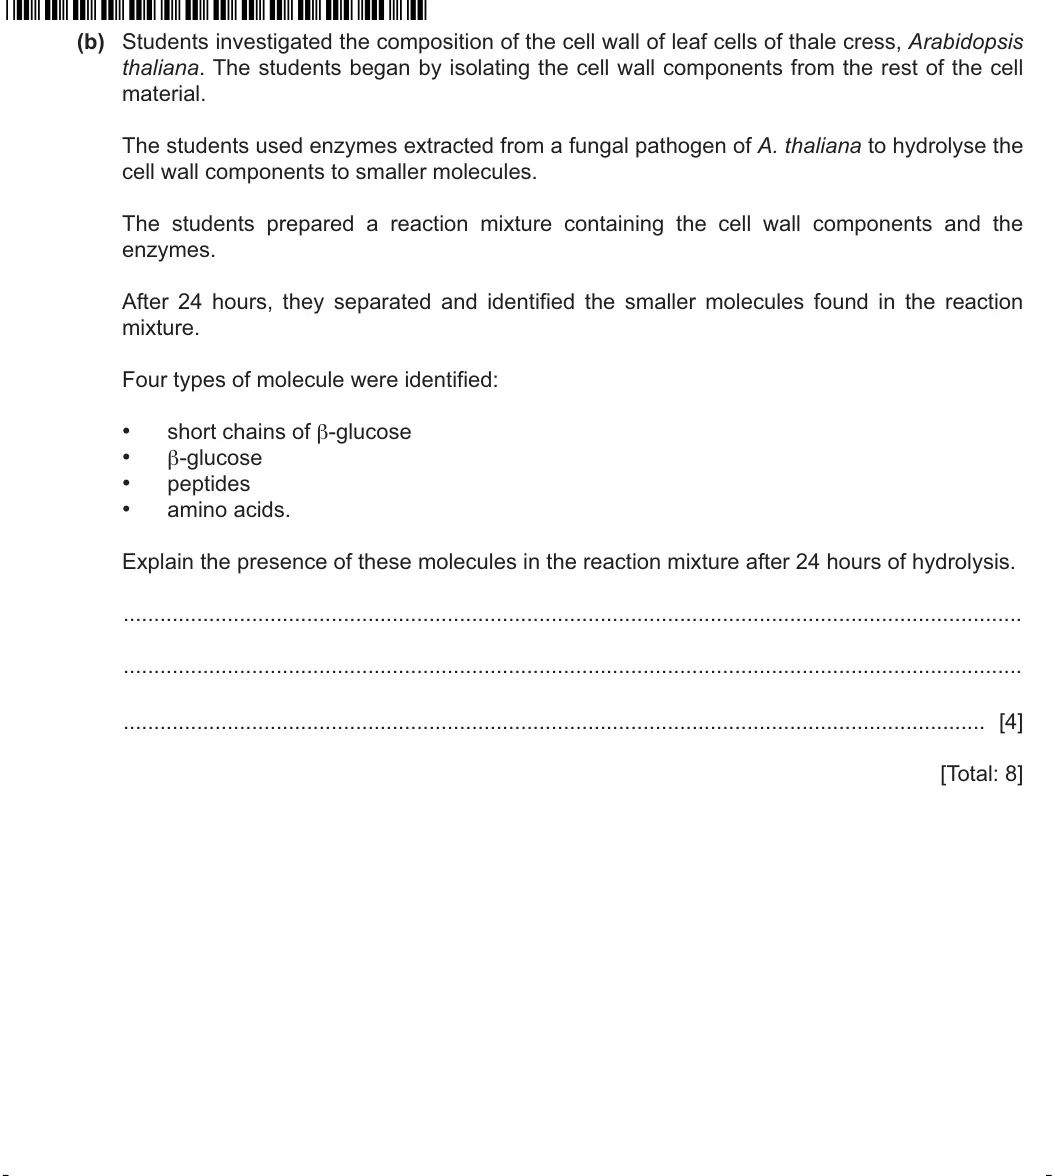 (b) Students investigated the composition of the cell wall of leaf cells of thale cress, Arabidopsis
thaliana. The students began by isolating the cell wall components from the rest of the cell
material.
The students used enzymes extracted from a fungal pathogen of A. thaliana to hydrolyse the
cell wall components to smaller molecules.
The students prepared a reaction mixture containing the cell wall components and the
enzymes.
After 24 hours, they separated and identified the smaller molecules found in the reaction
mixture.
Four types of molecule were identified:
• short chains of β-glucose
• β-glucose
• peptides
• amino acids.
Explain the presence of these molecules in the reaction mixture after 24 hours of hydrolysis.
[4]
[Total: 8]